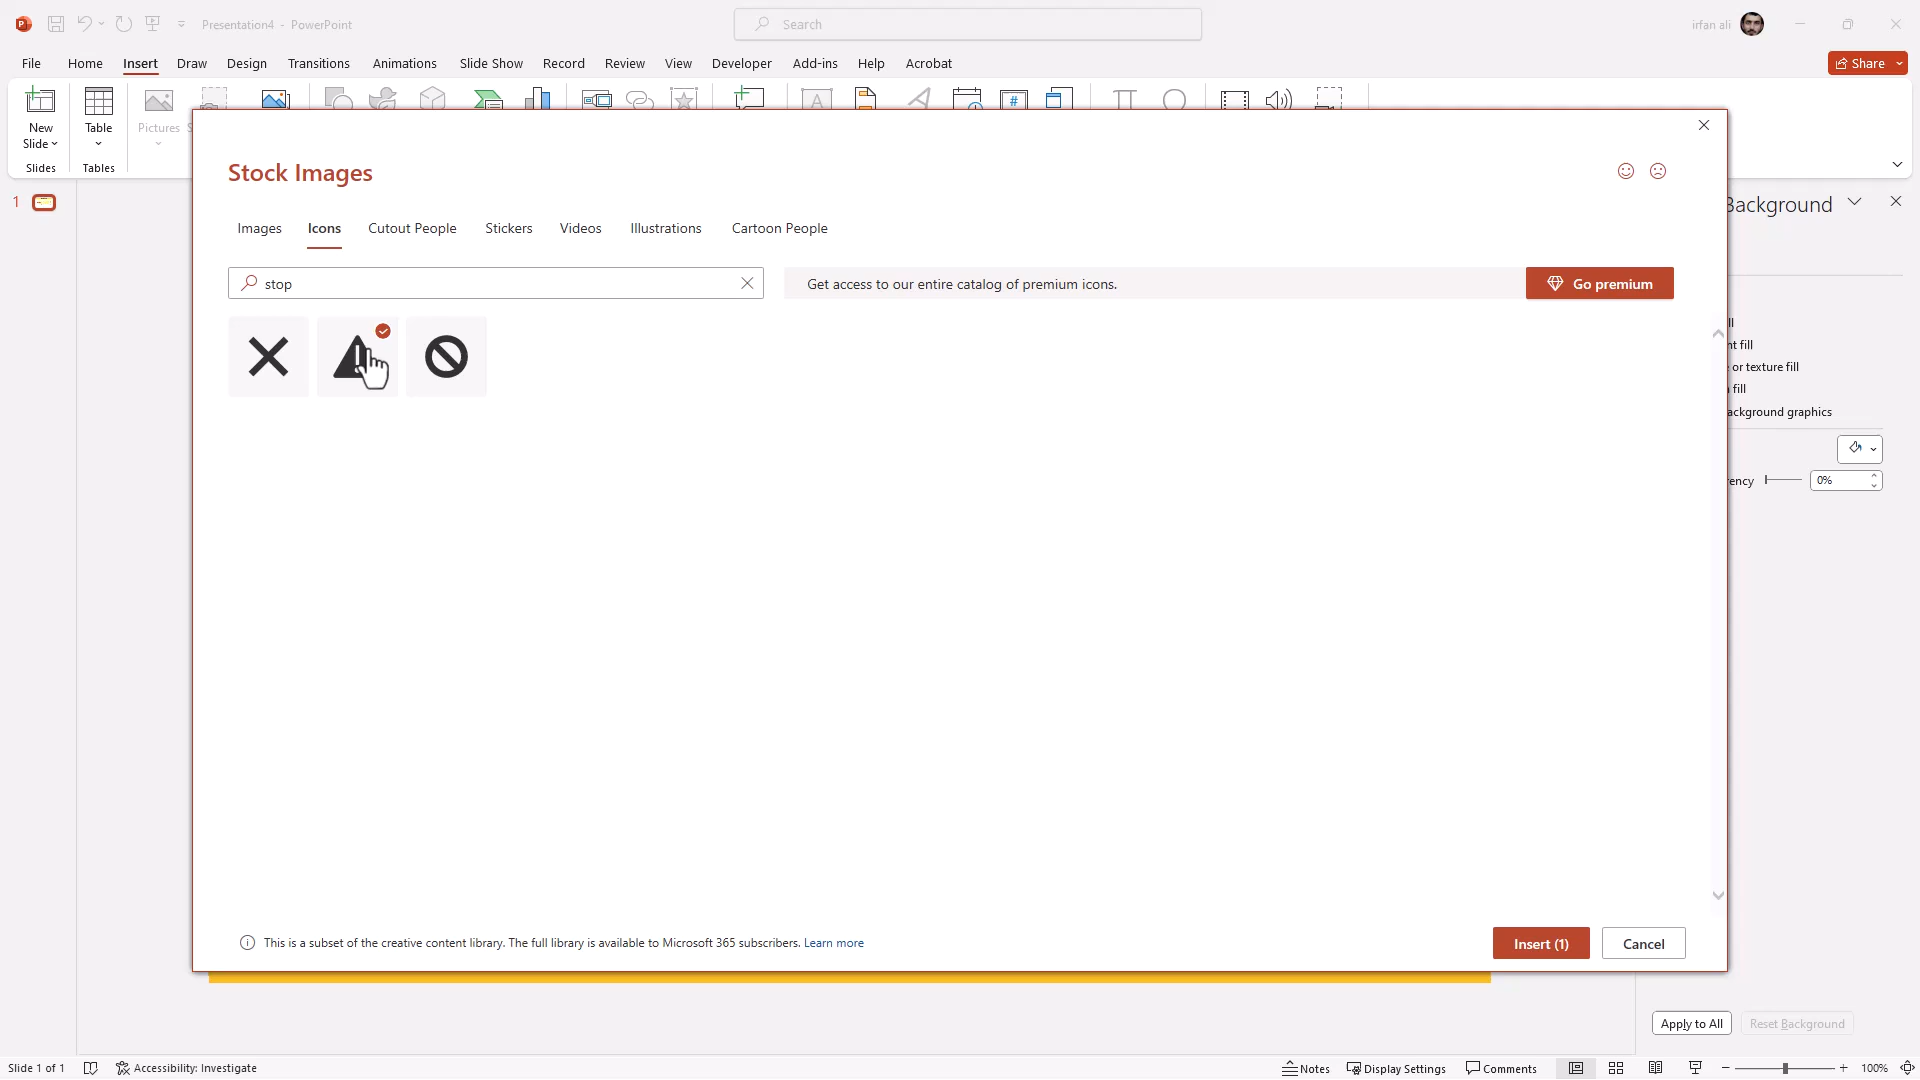 Presentation4 - PowerPoint
Search
irfan ali
File Home Insert Draw Design Transitions Animations Slide Show Record Review View Developer Add-ins Help Acrobat
Share
New Slide
Table
Pictures
Slides
Tables
Stock Images
1
Background
Images Icons Cutout People Stickers Videos Illustrations Cartoon People
stop
Get access to our entire catalog of premium icons.
Go premium
ll
nt fill
e or texture fill
fill
ackground graphics
rency
0%
This is a subset of the creative content library. The full library is available to Microsoft 365 subscribers. Learn more
Insert (1)
Cancel
Apply to All
Reset Background
Slide 1 of 1
Accessibility: Investigate
Notes
Display Settings
Comments
100%